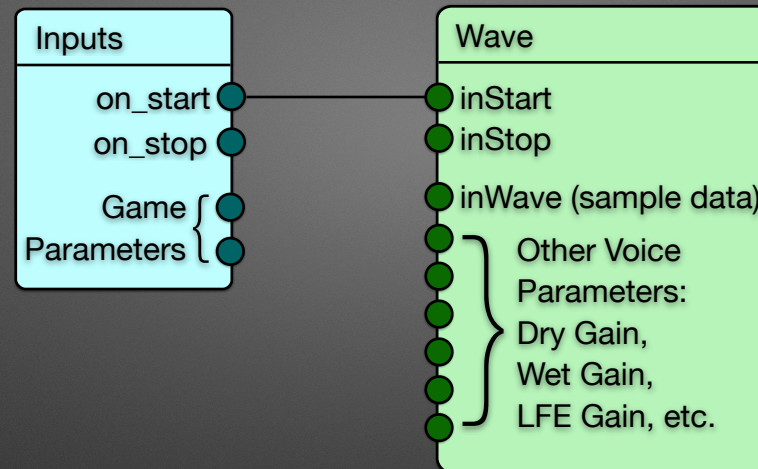 Inputs
on_start
on_stop
Game
Parameters
Wave
inStart
inStop
inWave (sample data)
Other Voice
Parameters:
Dry Gain,
Wet Gain,
LFE Gain, etc.